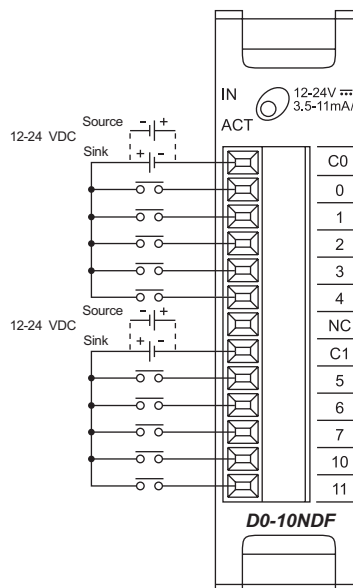 IN
12-24V ⎓
3.5-11mA
ACT
Source
- +
12-24 VDC
Sink
+ -
C0
0
1
2
3
4
Source
- +
12-24 VDC
NC
Sink
+ -
C1
5
6
7
10
11
D0-10NDF